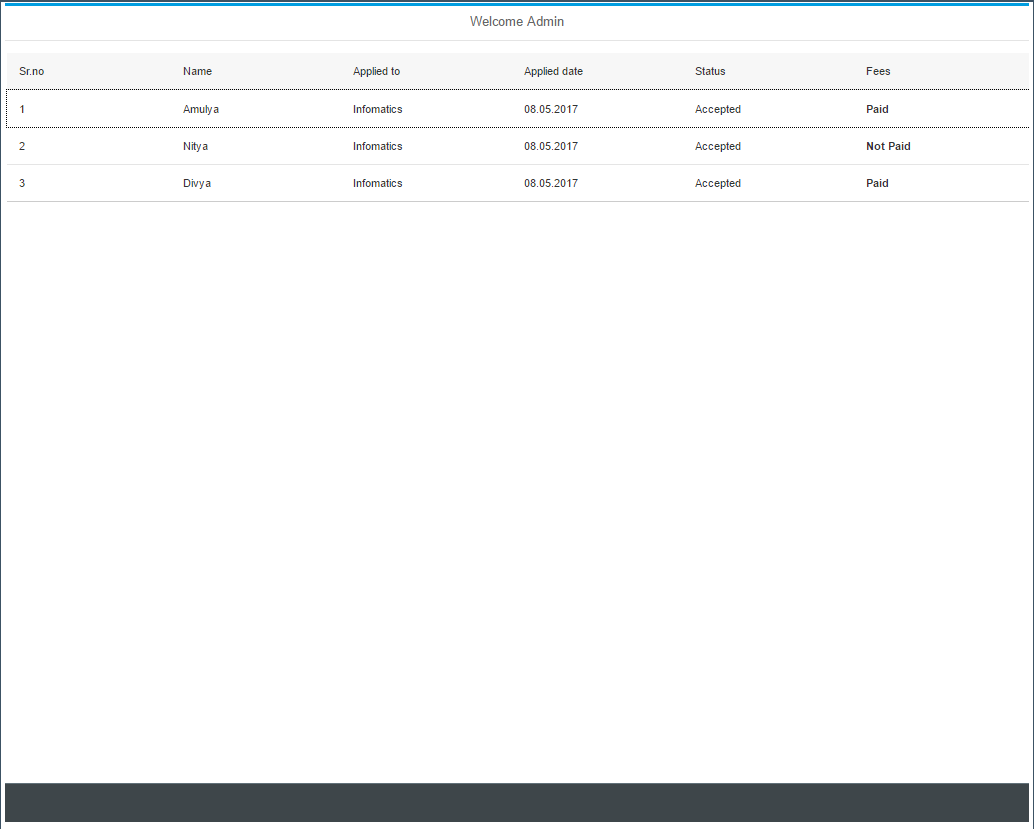 Welcome Admin
Sr.no Name Applied to Applied date Status Fees
1 Amulya Infomatics 08.05.2017 Accepted Paid
2 Nitya Infomatics 08.05.2017 Accepted Not Paid
3 Divya Infomatics 08.05.2017 Accepted Paid